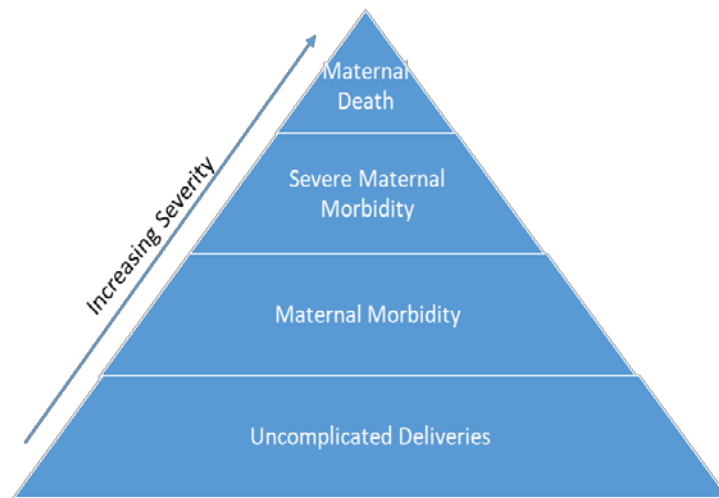 Maternal
Death
Severe Maternal
Morbidity
Increasing Severity
Maternal Morbidity
Uncomplicated Deliveries